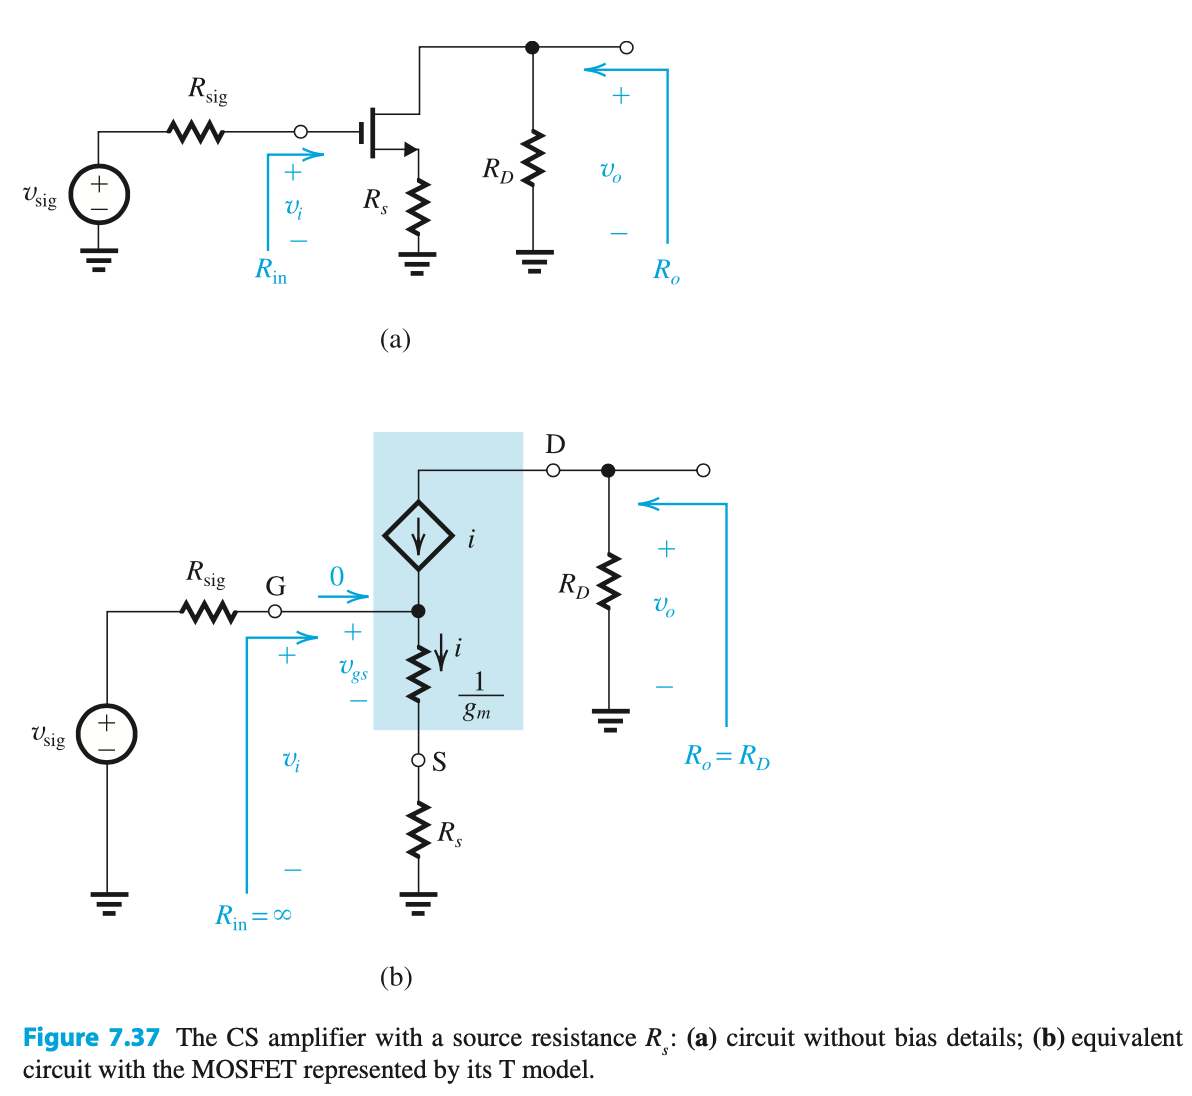 R_sig
v_sig
+
−
+
v_i
−
R_in
R_s
R_D
+
v_o
−
R_o
(a)
D
i
R_sig
G
0
+
v_gs
−
i
1
g_m
R_D
+
v_o
−
R_o = R_D
v_sig
+
−
+
v_i
−
S
R_s
R_in = ∞
(b)
Figure 7.37 The CS amplifier with a source resistance R_s: (a) circuit without bias details; (b) equivalent
circuit with the MOSFET represented by its T model.